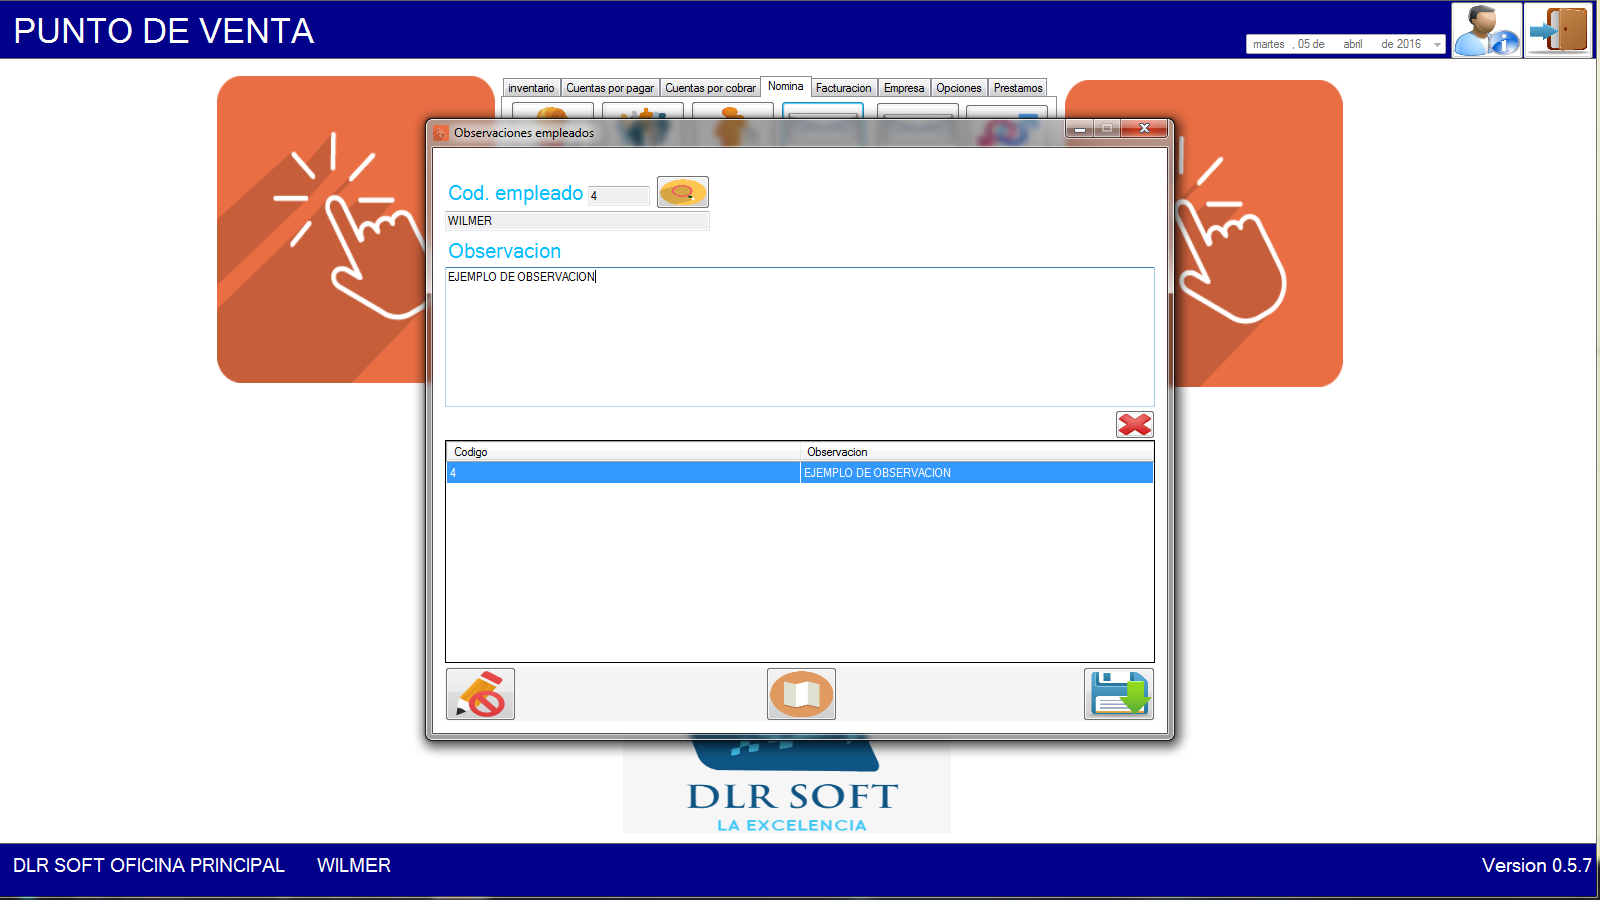 PUNTO DE VENTA
martes , 05 de abril de 2016
inventario Cuentas por pagar Cuentas por cobrar Nomina Facturacion Empresa Opciones Prestamos
Observaciones empleados
Cod. empleado 4
WILMER
Observacion
EJEMPLO DE OBSERVACION
Codigo Observacion
4 EJEMPLO DE OBSERVACION
DLR SOFT
LA EXCELENCIA
DLR SOFT OFICINA PRINCIPAL WILMER Version 0.5.7